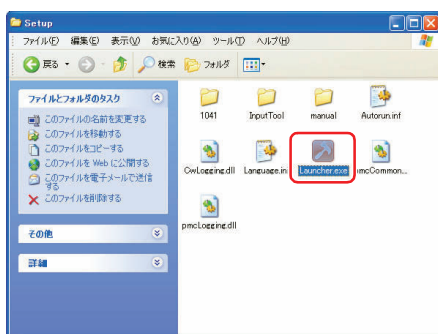 Setup
ファイル(F) 編集(E) 表示(V) お気に入り(A) ツール(T) ヘルプ(H)
戻る 検索 フォルダ
ファイルとフォルダのタスク
このファイルの名前を変更する
このファイルを移動する
このファイルをコピーする
このファイルを Web に公開する
このファイルを電子メールで送信
する
このファイルを削除する
その他
詳細
1041 InputTool manual Autorun.inf
CwLogging.dll Language.ini Launcher.exe pmcCommon...
pmcLogging.dll